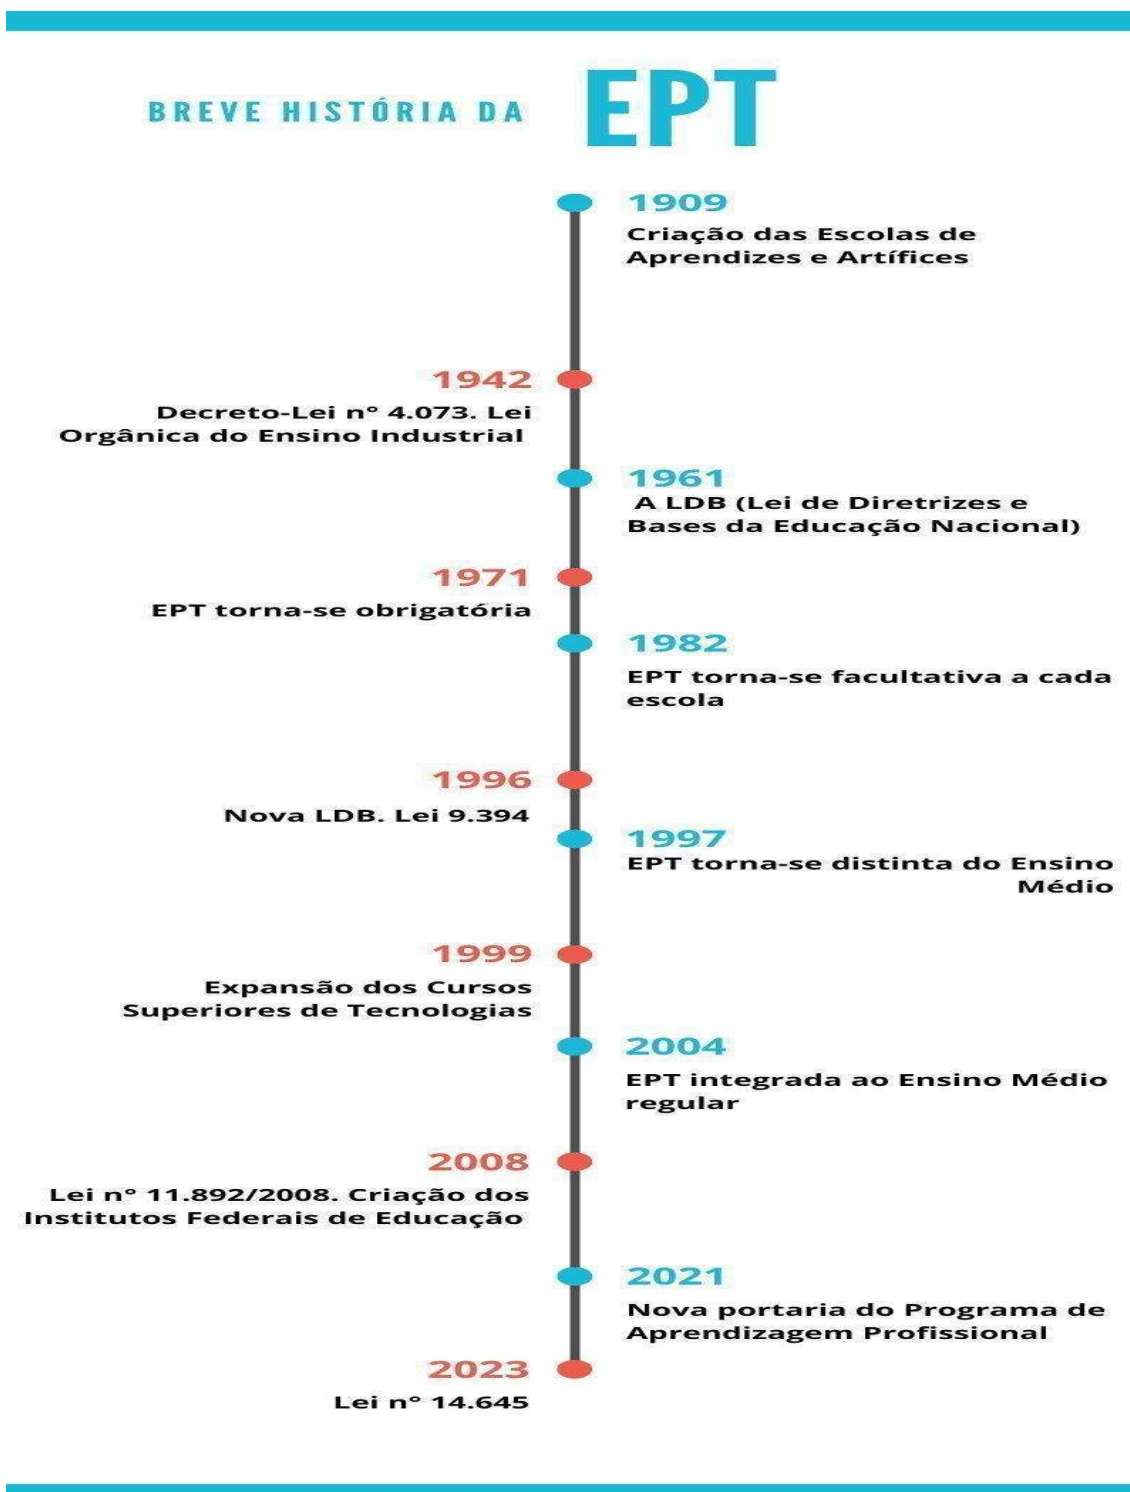 BREVE HISTÓRIA DA EPT
1909
Criação das Escolas de
Aprendizes e Artífices
1942
Decreto-Lei nº 4.073. Lei
Orgânica do Ensino Industrial
1961
A LDB (Lei de Diretrizes e
Bases da Educação Nacional)
1971
EPT torna-se obrigatória
1982
EPT torna-se facultativa a cada
escola
1996
Nova LDB. Lei 9.394
1997
EPT torna-se distinta do Ensino
Médio
1999
Expansão dos Cursos
Superiores de Tecnologias
2004
EPT integrada ao Ensino Médio
regular
2008
Lei nº 11.892/2008. Criação dos
Institutos Federais de Educação
2021
Nova portaria do Programa de
Aprendizagem Profissional
2023
Lei nº 14.645